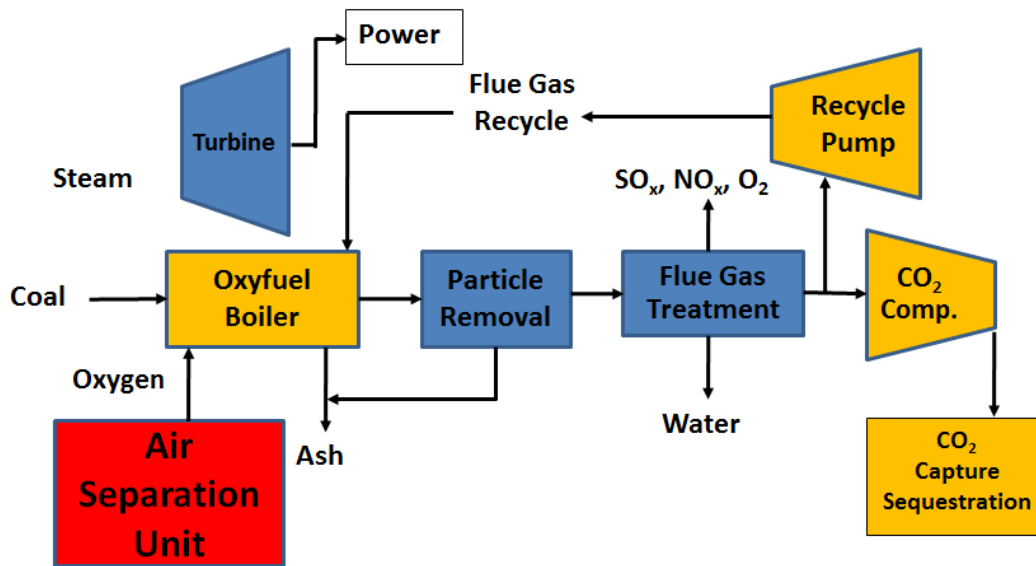 Power
Flue Gas
Recycle
Recycle
Pump
Turbine
Steam
SOₓ, NOₓ, O₂
Coal
Oxyfuel
Boiler
Particle
Removal
Flue Gas
Treatment
CO₂
Comp.
Oxygen
Ash
Water
Air
Separation
Unit
CO₂
Capture
Sequestration